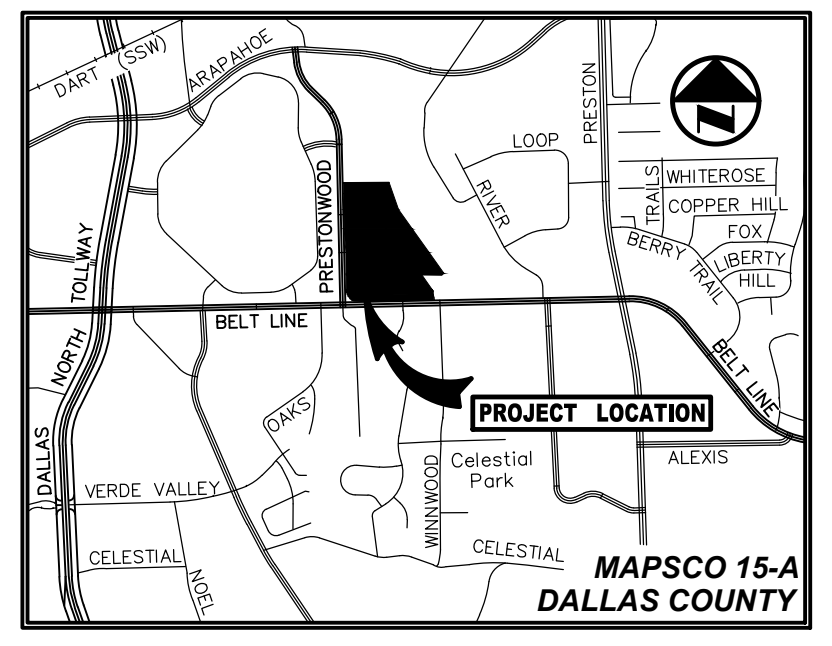 DART (SSW)
ARAPAHOE
PRESTON
LOOP
RIVER
TRAILS
WHITEROSE
COPPER HILL
FOX
LIBERTY
HILL
BERRY TRAIL
PRESTONWOOD
NORTH TOLLWAY
DALLAS
BELT LINE
BELT LINE
PROJECT LOCATION
OAKS
Celestial
Park
ALEXIS
WINNWOOD
VERDE VALLEY
CELESTIAL
NOEL
CELESTIAL
N
MAPSCO 15-A
DALLAS COUNTY